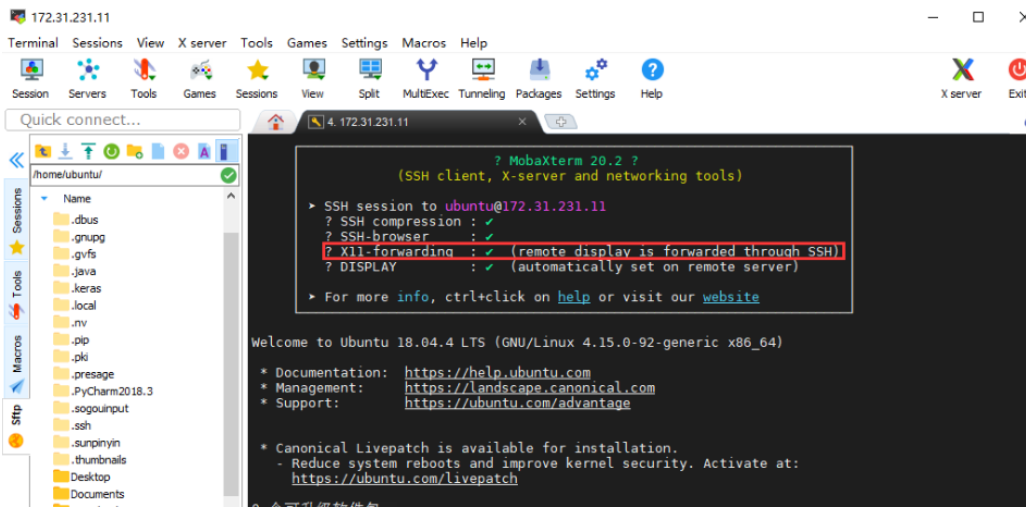 172.31.231.11
Terminal Sessions View X server Tools Games Settings Macros Help
Session Servers Tools Games Sessions View Split MultiExec Tunneling Packages Settings Help X server Exit
Quick connect...
4. 172.31.231.11
/home/ubuntu/
Name
.dbus
.gnupg
.gvfs
.java
.keras
.local
.nv
.pip
.pki
.presage
.PyCharm2018.3
.sogouinput
.ssh
.sunpinyin
.thumbnails
Desktop
Documents
Sessions
Tools
Macros
Sftp
? MobaXterm 20.2 ?
(SSH client, X-server and networking tools)
➤ SSH session to ubuntu@172.31.231.11
? SSH compression : ✔
? SSH-browser : ✔
? X11-forwarding : ✔ (remote display is forwarded through SSH)
? DISPLAY : ✔ (automatically set on remote server)
➤ For more info, ctrl+click on help or visit our website
Welcome to Ubuntu 18.04.4 LTS (GNU/Linux 4.15.0-92-generic x86_64)
* Documentation: https://help.ubuntu.com
* Management: https://landscape.canonical.com
* Support: https://ubuntu.com/advantage
* Canonical Livepatch is available for installation.
- Reduce system reboots and improve kernel security. Activate at:
https://ubuntu.com/livepatch